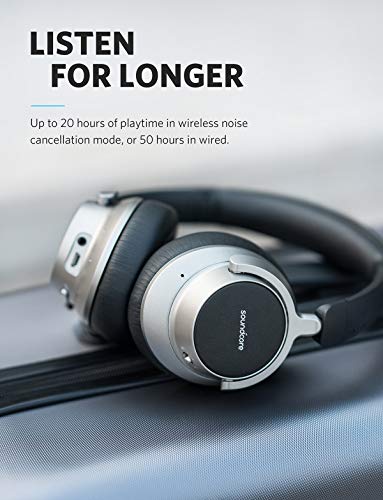 LISTEN
FOR LONGER
Up to 20 hours of playtime in wireless noise
cancellation mode, or 50 hours in wired.
soundcore